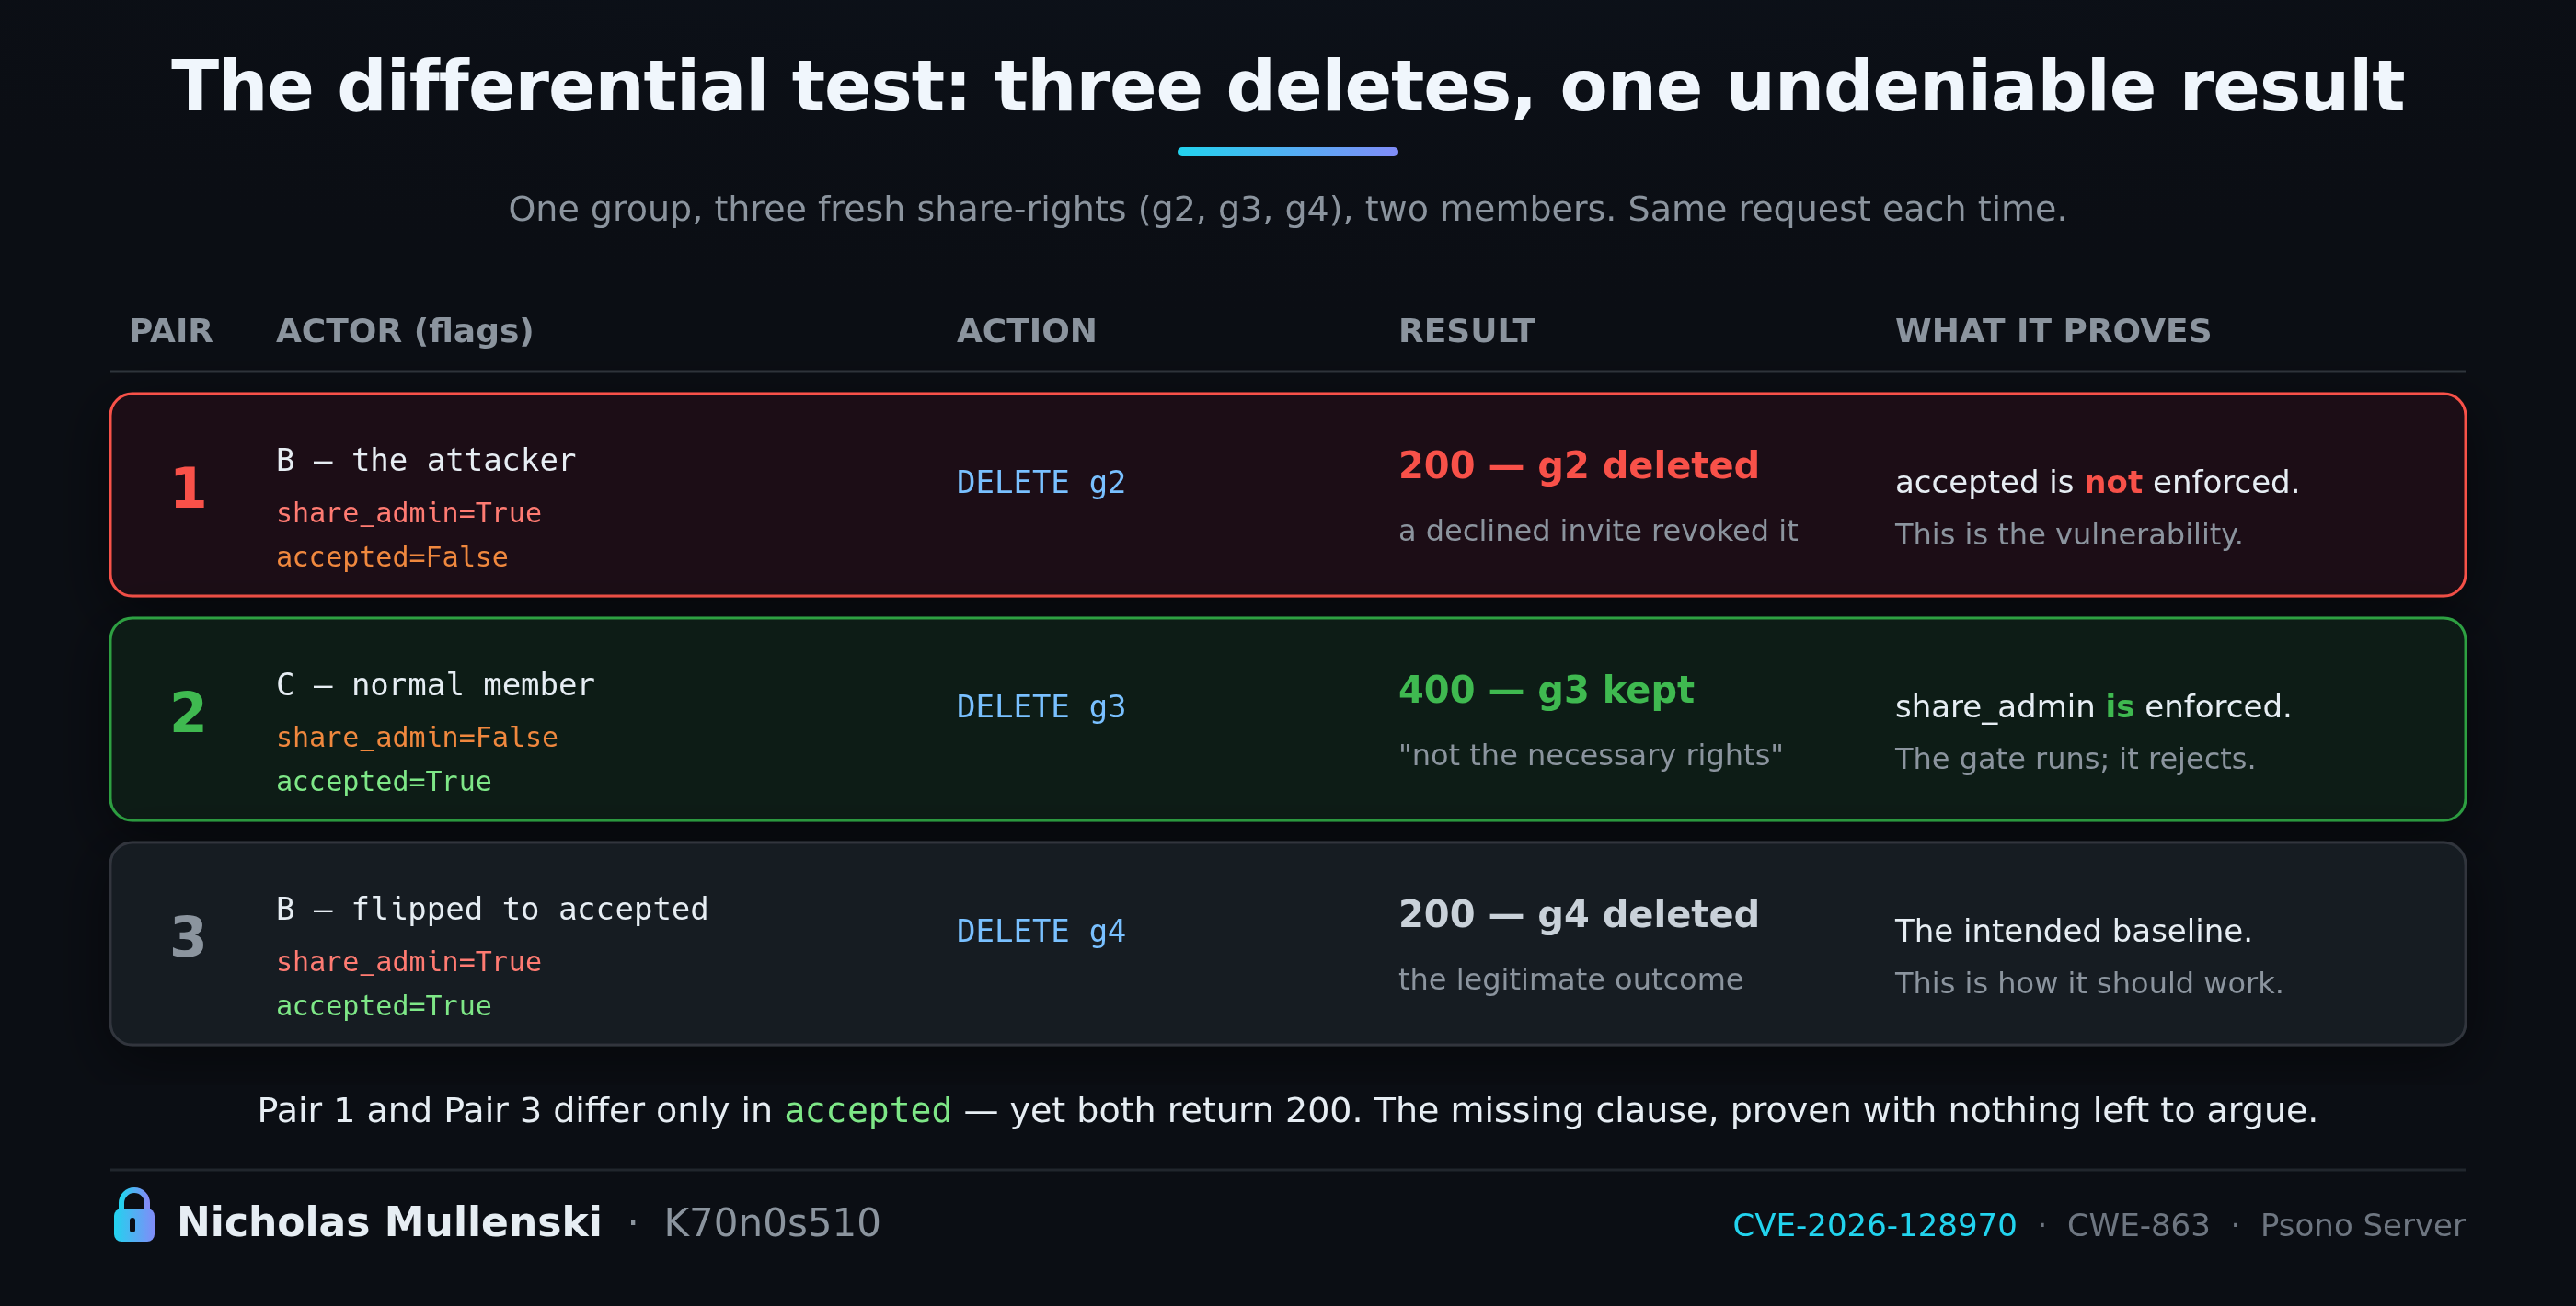 The differential test: three deletes, one undeniable result
One group, three fresh share-rights (g2, g3, g4), two members. Same request each time.
PAIR ACTOR (flags) ACTION RESULT WHAT IT PROVES
1
B — the attacker
share_admin=True
accepted=False
DELETE g2
200 — g2 deleted
a declined invite revoked it
accepted is not enforced.
This is the vulnerability.
2
C — normal member
share_admin=False
accepted=True
DELETE g3
400 — g3 kept
"not the necessary rights"
share_admin is enforced.
The gate runs; it rejects.
3
B — flipped to accepted
share_admin=True
accepted=True
DELETE g4
200 — g4 deleted
the legitimate outcome
The intended baseline.
This is how it should work.
Pair 1 and Pair 3 differ only in accepted — yet both return 200. The missing clause, proven with nothing left to argue.
Nicholas Mullenski · K70n0s510
CVE-2026-128970 · CWE-863 · Psono Server